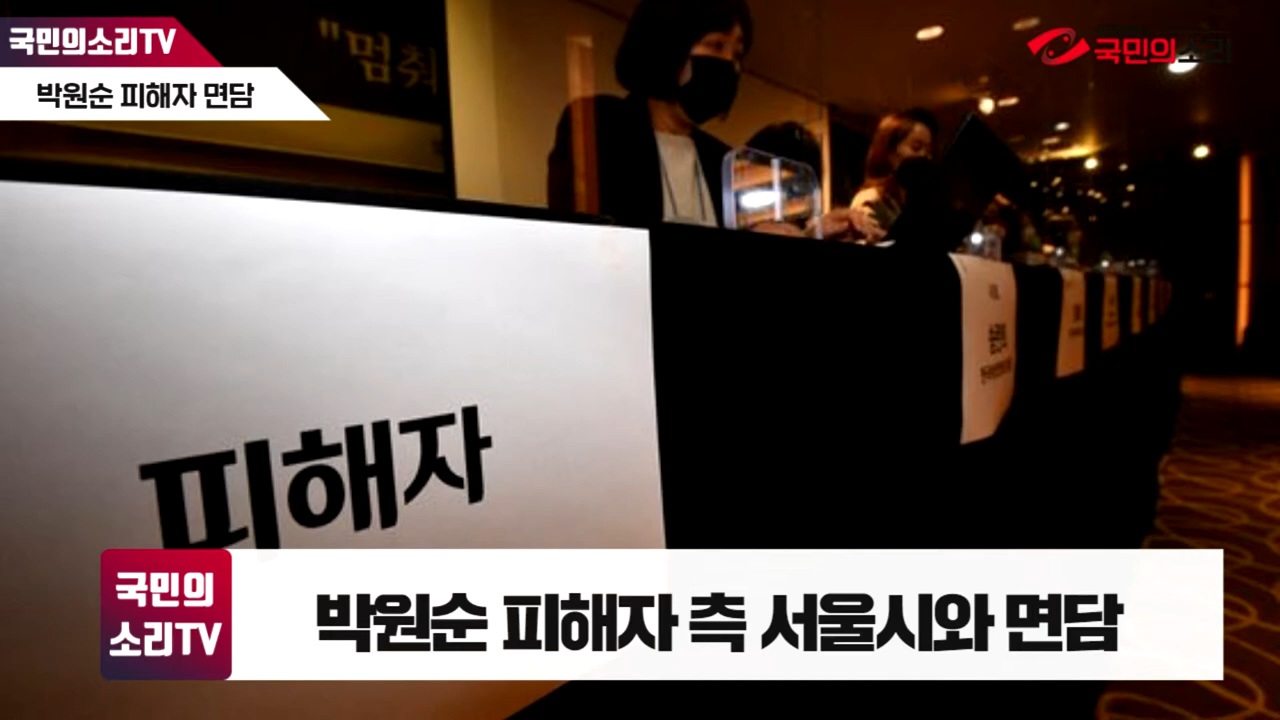 국민의소리TV
박원순 피해자 면담
"멈춰
국민의소리
피해자
국민의
소리TV
박원순 피해자 측 서울시와 면담